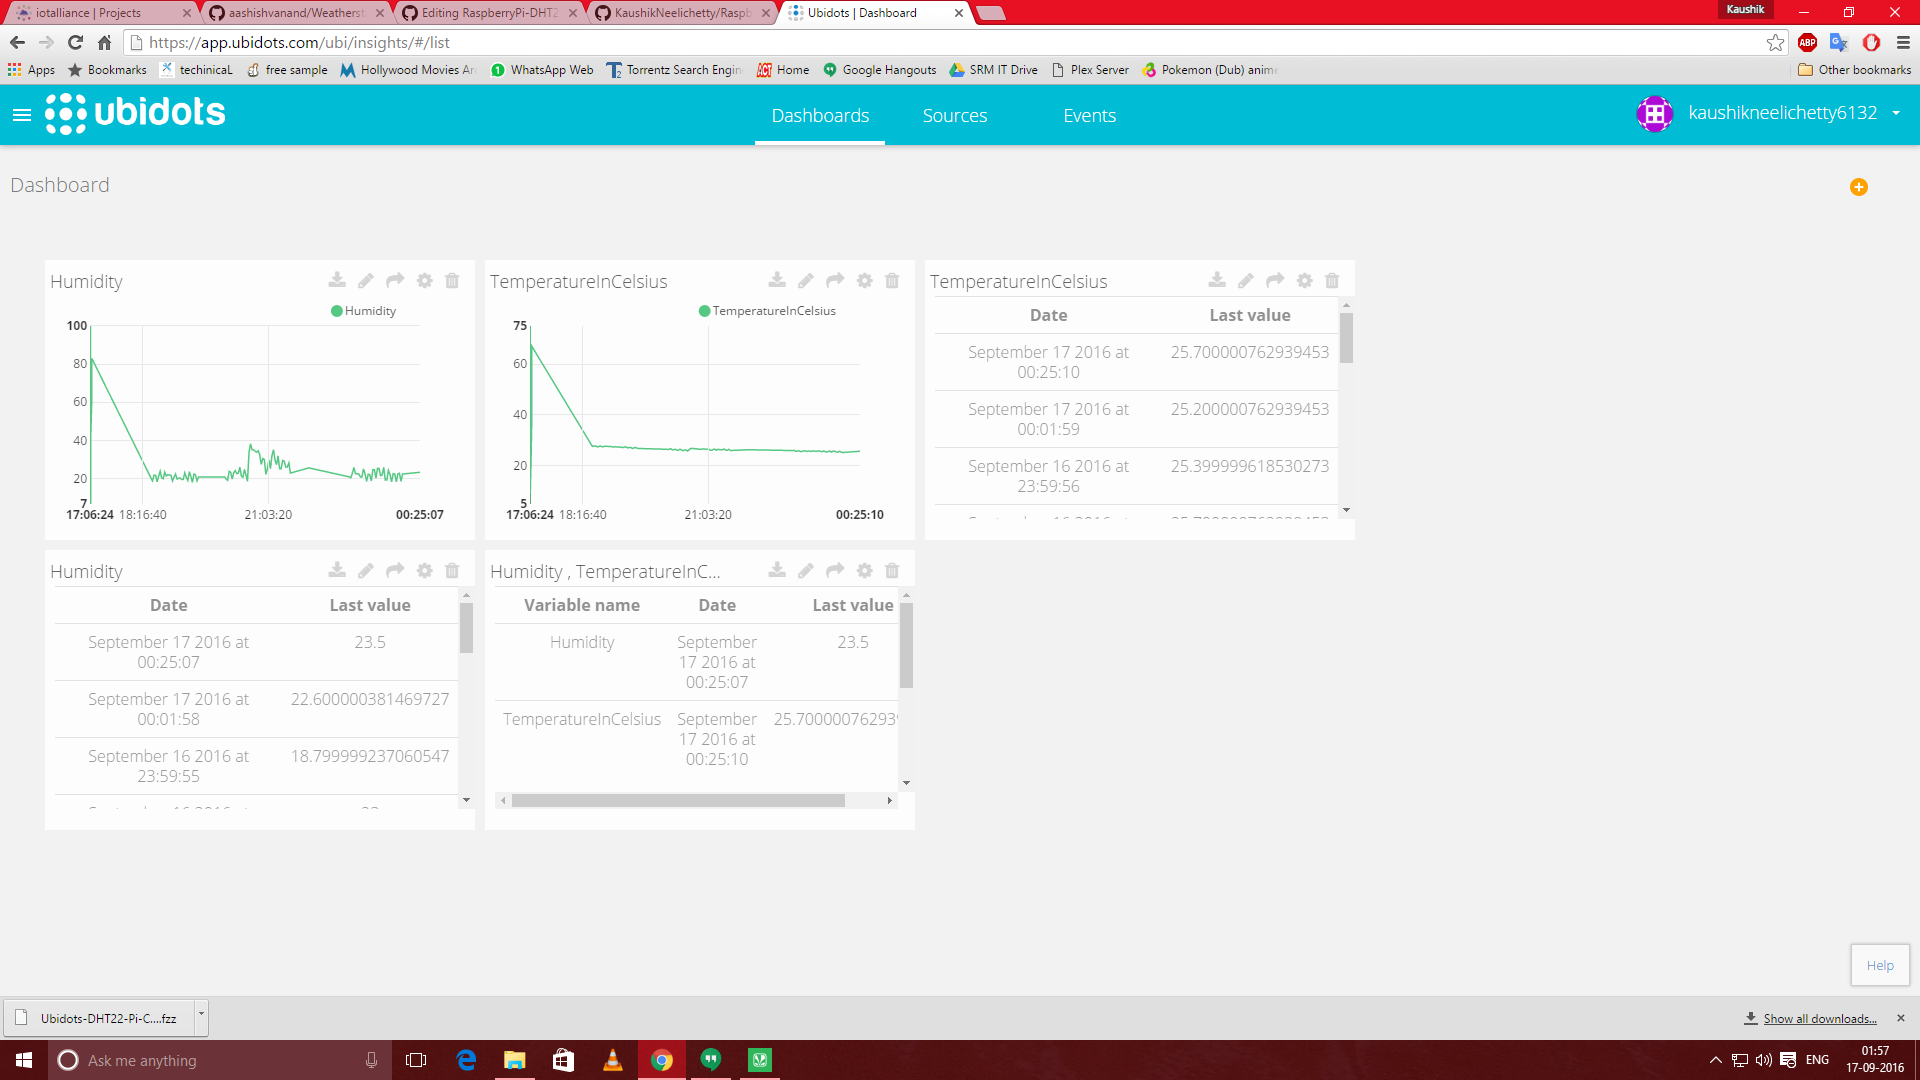 iotalliance | Projects
aashishvanand/Weatherst
Editing RaspberryPi-DHT2
KaushikNeelichetty/Raspb
Ubidots | Dashboard
Kaushik
https://app.ubidots.com/ubi/insights/#/list
ABP
Apps
Bookmarks
techinicaL
free sample
Hollywood Movies Ar
WhatsApp Web
Torrentz Search Engin
Home
Google Hangouts
SRM IT Drive
Plex Server
Pokemon (Dub) anim
Other bookmarks
ubidots
Dashboards
Sources
Events
kaushikneelichetty6132
Dashboard
Humidity
Humidity
100
80
60
40
20
7
17:06:24
18:16:40
21:03:20
00:25:07
TemperatureInCelsius
TemperatureInCelsius
75
60
40
20
5
17:06:24
18:16:40
21:03:20
00:25:10
TemperatureInCelsius
Date Last value
September 17 2016 at 25.700000762939453
00:25:10
September 17 2016 at 25.200000762939453
00:01:59
September 16 2016 at 25.399999618530273
23:59:56
Humidity
Date Last value
September 17 2016 at 23.5
00:25:07
September 17 2016 at 22.600000381469727
00:01:58
September 16 2016 at 18.799999237060547
23:59:55
Humidity , TemperatureInC...
Variable name Date Last value
Humidity September 23.5
17 2016 at
00:25:07
TemperatureInCelsius September 25.70000076293
17 2016 at
00:25:10
Help
Ubidots-DHT22-Pi-C....fzz
Show all downloads...
Ask me anything
ENG
01:57
17-09-2016